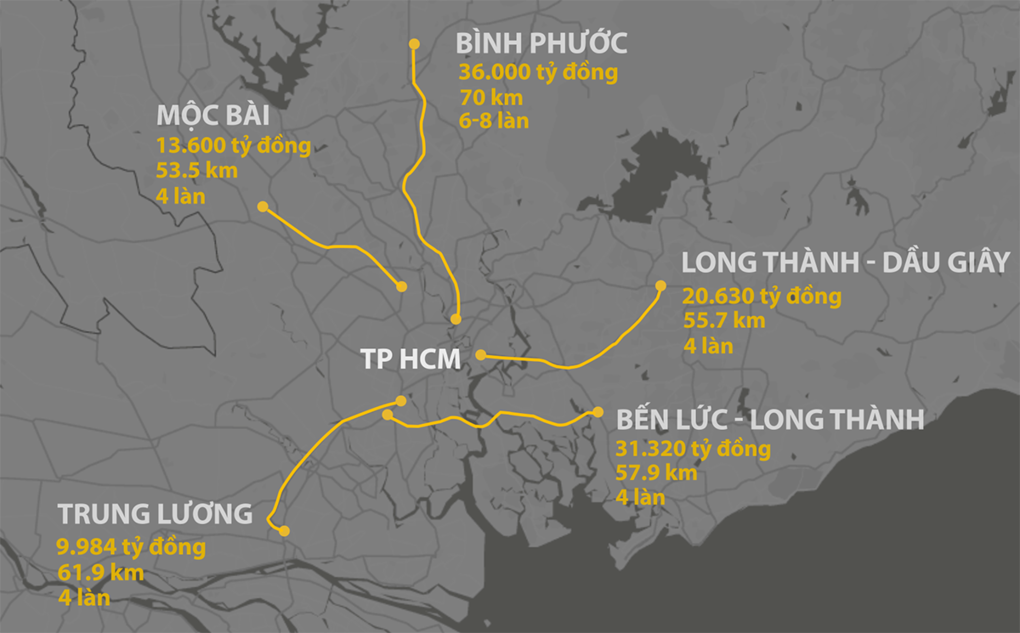 BÌNH PHƯỚC
36.000 tỷ đồng
70 km
6-8 làn
MỘC BÀI
13.600 tỷ đồng
53.5 km
4 làn
LONG THÀNH - DẦU GIÂY
20.630 tỷ đồng
55.7 km
4 làn
TP HCM
BẾN LỨC - LONG THÀNH
31.320 tỷ đồng
57.9 km
4 làn
TRUNG LƯƠNG
9.984 tỷ đồng
61.9 km
4 làn